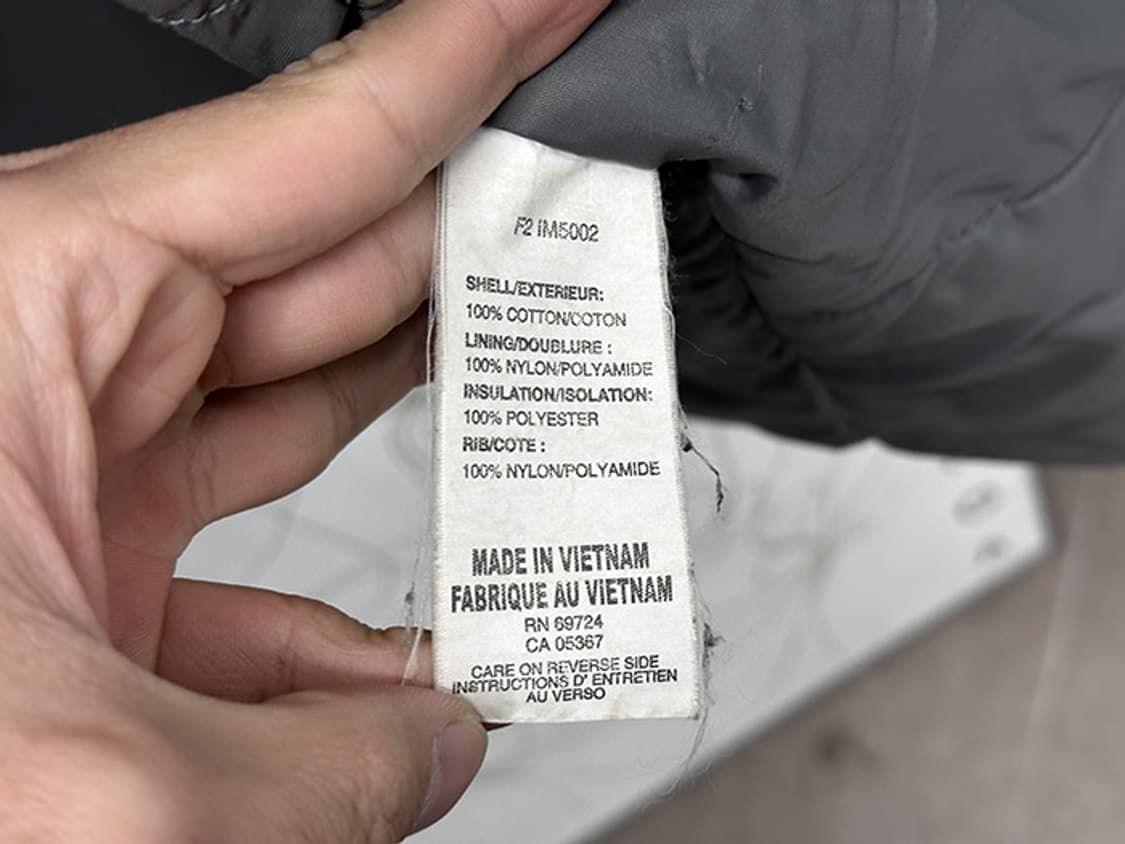 F2 IM5002
SHELL/EXTERIEUR:
100% COTTON/COTON
LINING/DOUBLURE :
100% NYLON/POLYAMIDE
INSULATION/ISOLATION:
100% POLYESTER
RIB/COTE :
100% NYLON/POLYAMIDE
MADE IN VIETNAM
FABRIQUE AU VIETNAM
RN 69724
CA 05367
CARE ON REVERSE SIDE
INSTRUCTIONS D' ENTRETIEN
AU VERSO